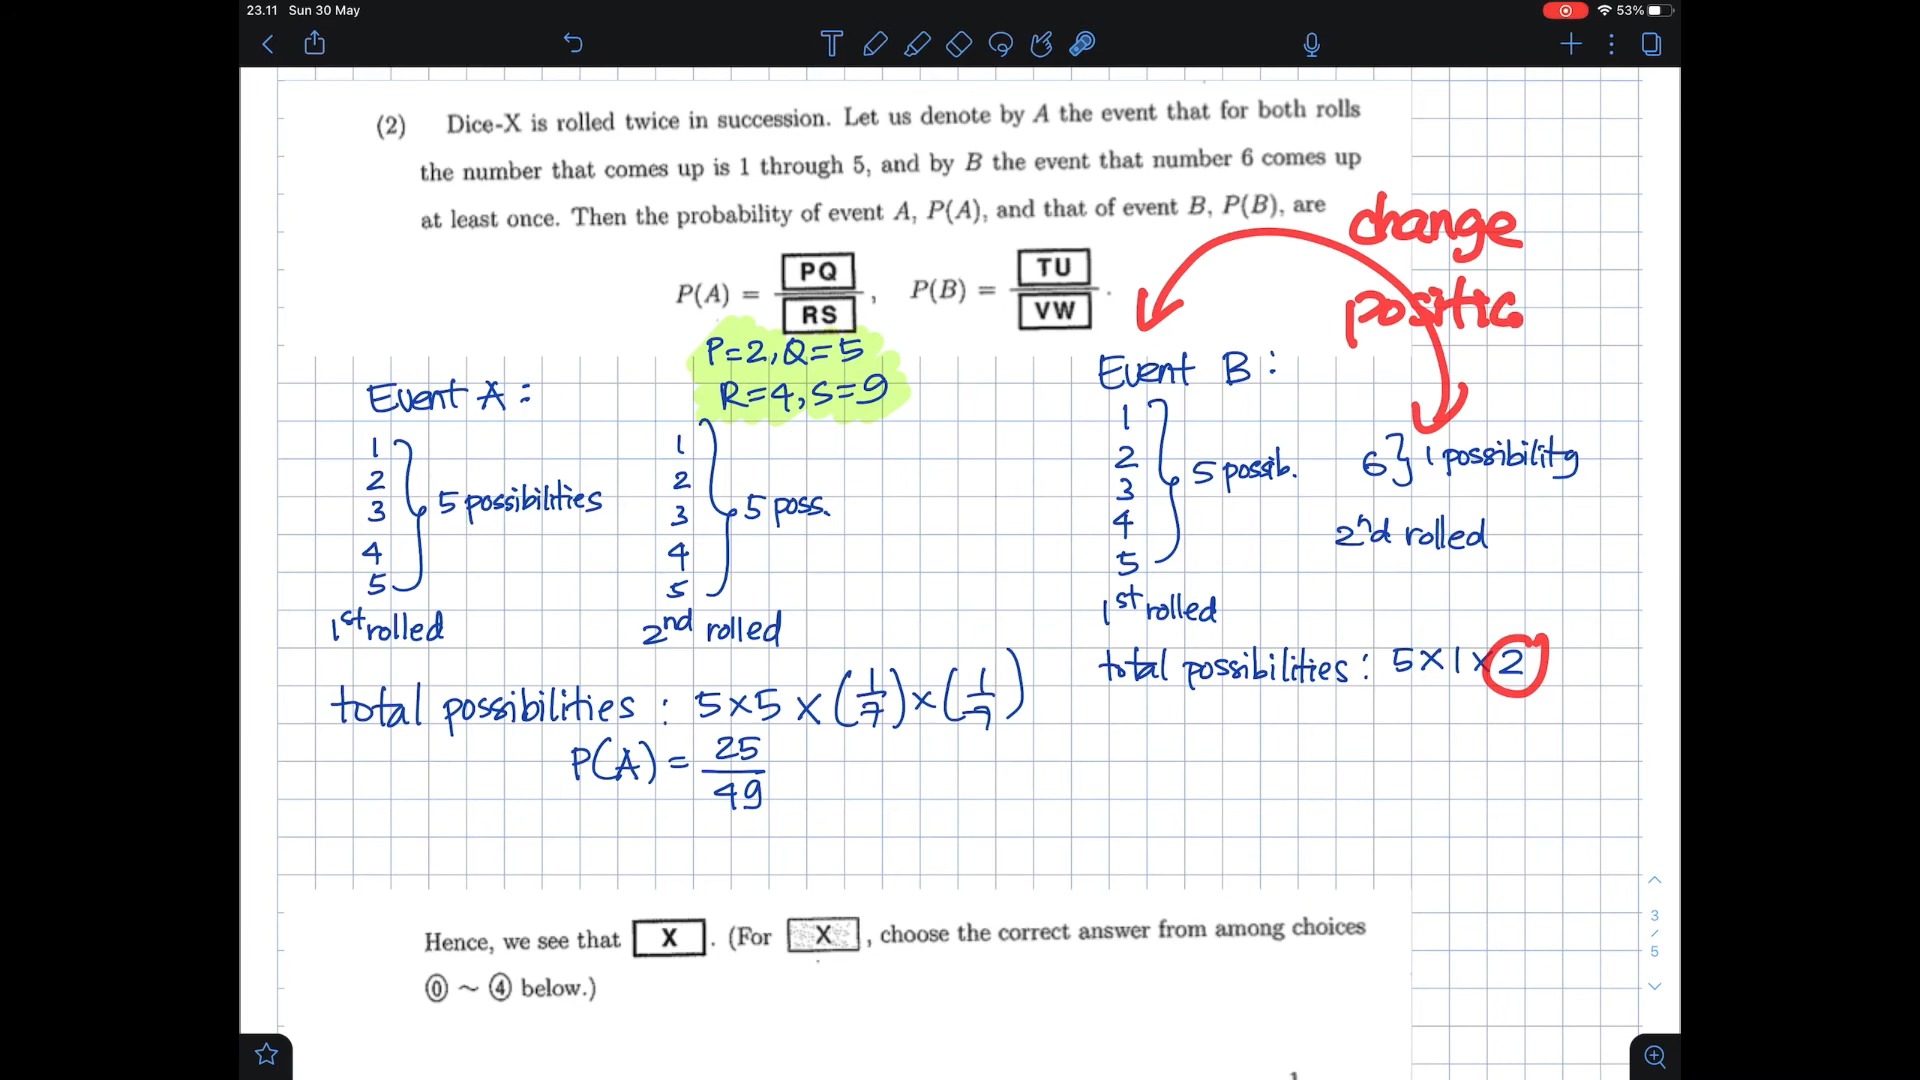 23.11 Sun 30 May
53%
(2) Dice-X is rolled twice in succession. Let us denote by A the event that for both rolls
the number that comes up is 1 through 5, and by B the event that number 6 comes up
at least once. Then the probability of event A, P(A), and that of event B, P(B), are
P(A) = PQ/RS, P(B) = TU/VW.
change
positio
P=2, Q=5
R=4, S=9
Event A:
1
2
3
4
5
5 possibilities
1st rolled
1
2
3
4
5
5 poss.
2nd rolled
total possibilities : 5×5 × (1/7) × (1/7)
P(A) = 25/49
Event B:
1
2
3
4
5
5 possib.
1st rolled
6} 1 possibility
2nd rolled
total possibilities : 5×1×2
Hence, we see that X. (For X, choose the correct answer from among choices
⓪ ~ ④ below.)
3
/
5